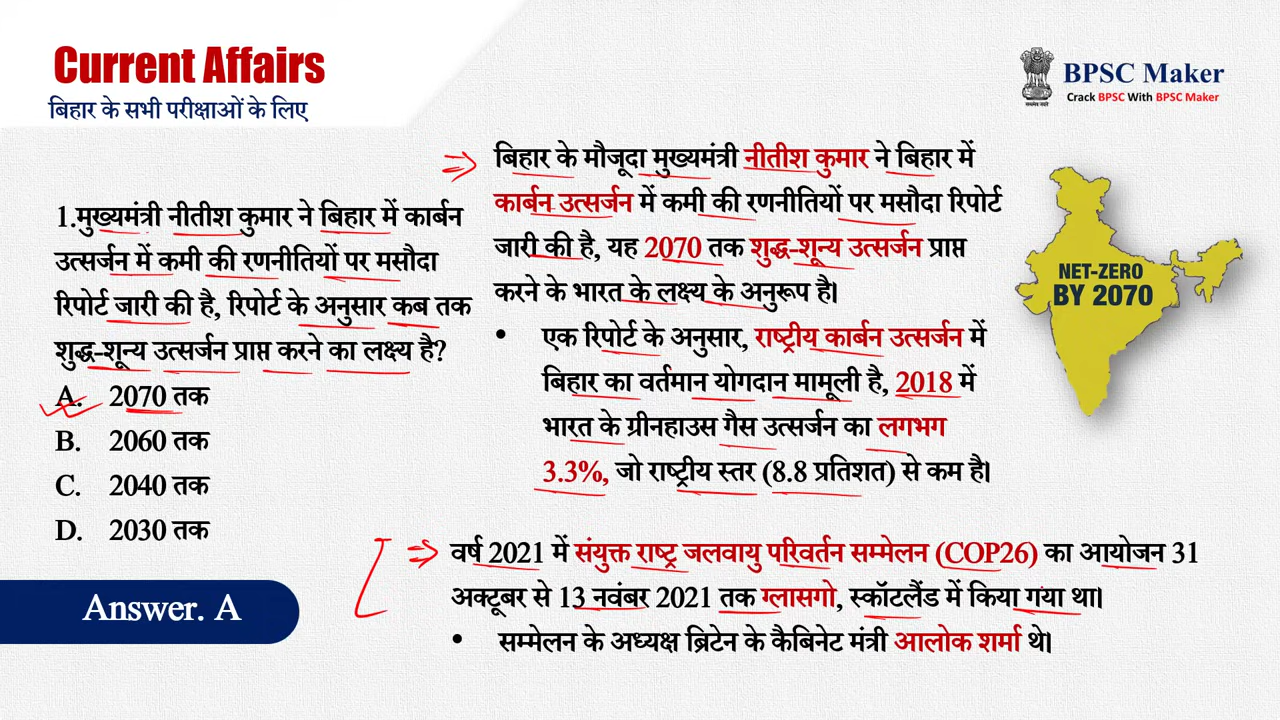 Current Affairs
बिहार के सभी परीक्षाओं के लिए
BPSC Maker
Crack BPSC With BPSC Maker
1.मुख्यमंत्री नीतीश कुमार ने बिहार में कार्बन
उत्सर्जन में कमी की रणनीतियों पर मसौदा
रिपोर्ट जारी की है, रिपोर्ट के अनुसार कब तक
शुद्ध-शून्य उत्सर्जन प्राप्त करने का लक्ष्य है?
A. 2070 तक
B. 2060 तक
C. 2040 तक
D. 2030 तक
Answer. A
बिहार के मौजूदा मुख्यमंत्री नीतीश कुमार ने बिहार में
कार्बन उत्सर्जन में कमी की रणनीतियों पर मसौदा रिपोर्ट
जारी की है, यह 2070 तक शुद्ध-शून्य उत्सर्जन प्राप्त
करने के भारत के लक्ष्य के अनुरूप है।
• एक रिपोर्ट के अनुसार, राष्ट्रीय कार्बन उत्सर्जन में
बिहार का वर्तमान योगदान मामूली है, 2018 में
भारत के ग्रीनहाउस गैस उत्सर्जन का लगभग
3.3%, जो राष्ट्रीय स्तर (8.8 प्रतिशत) से कम है।
NET-ZERO
BY 2070
वर्ष 2021 में संयुक्त राष्ट्र जलवायु परिवर्तन सम्मेलन (COP26) का आयोजन 31
अक्टूबर से 13 नवंबर 2021 तक ग्लासगो, स्कॉटलैंड में किया गया था।
• सम्मेलन के अध्यक्ष ब्रिटेन के कैबिनेट मंत्री आलोक शर्मा थे।